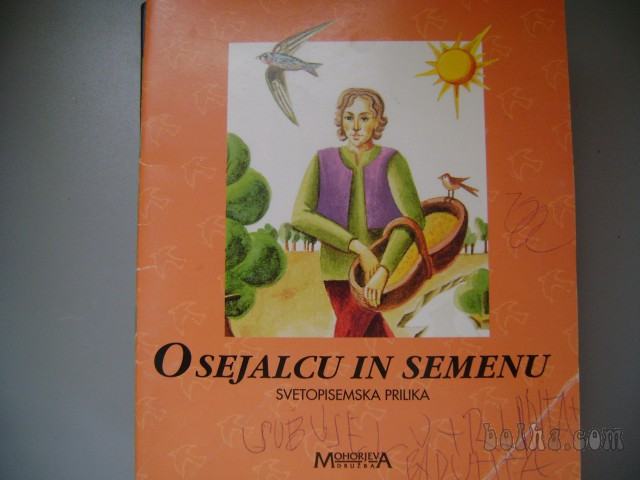 O SEJALCU IN SEMENU
SVETOPISEMSKA PRILIKA
bolha.com
MOHORJEVA
DRUŽBA